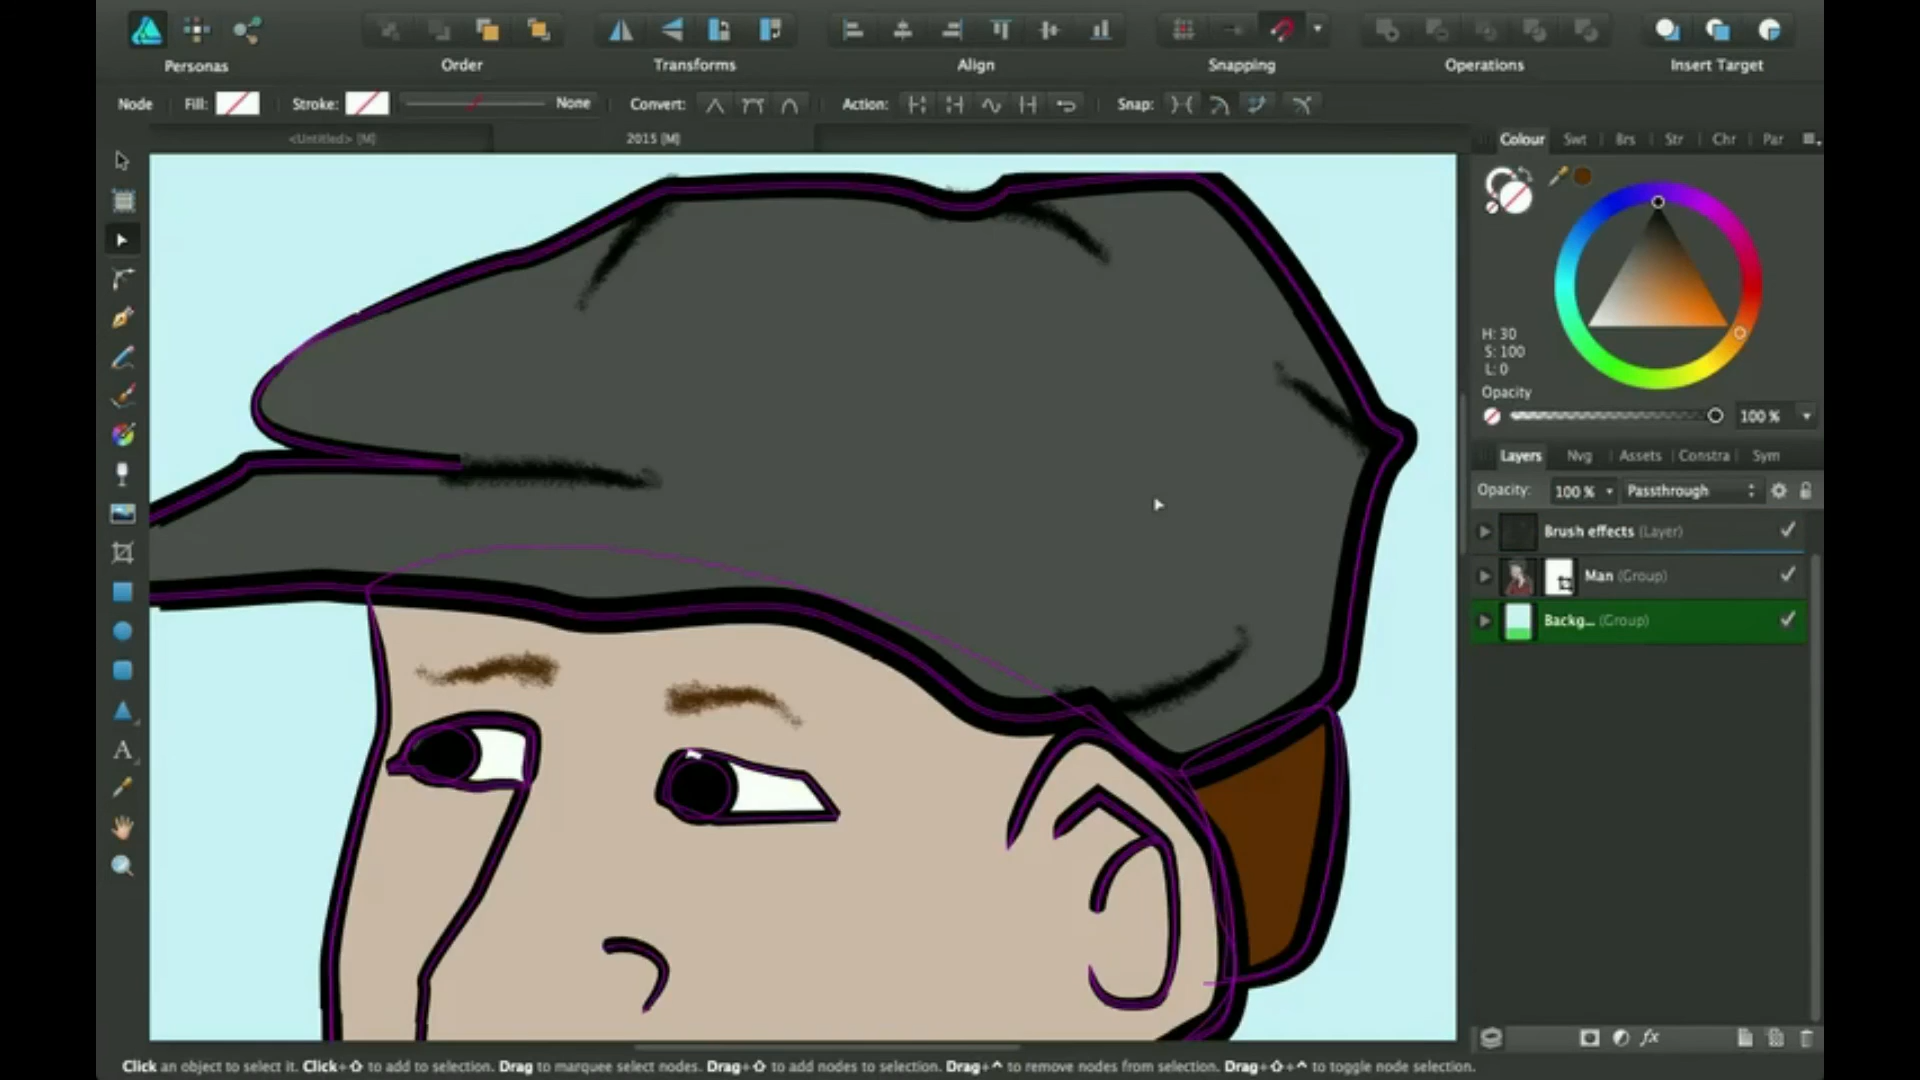 Personas Order Transforms Align Snapping Operations Insert Target
Node Fill: Stroke: None Convert: Action: Snap:
<Untitled> [M] 2015 [M]
Colour Swt Brs Str Chr Par
H: 30
S: 100
L: 0
Opacity
100 %
Layers Nvg Assets Constra Sym
Opacity: 100 % Passthrough
Brush effects (Layer)
Man (Group)
Backg... (Group)
A
fx
Click an object to select it. Click+⇧ to add to selection. Drag to marquee select nodes. Drag+⇧ to add nodes to selection. Drag+^ to remove nodes from selection. Drag+⇧+^ to toggle node selection.